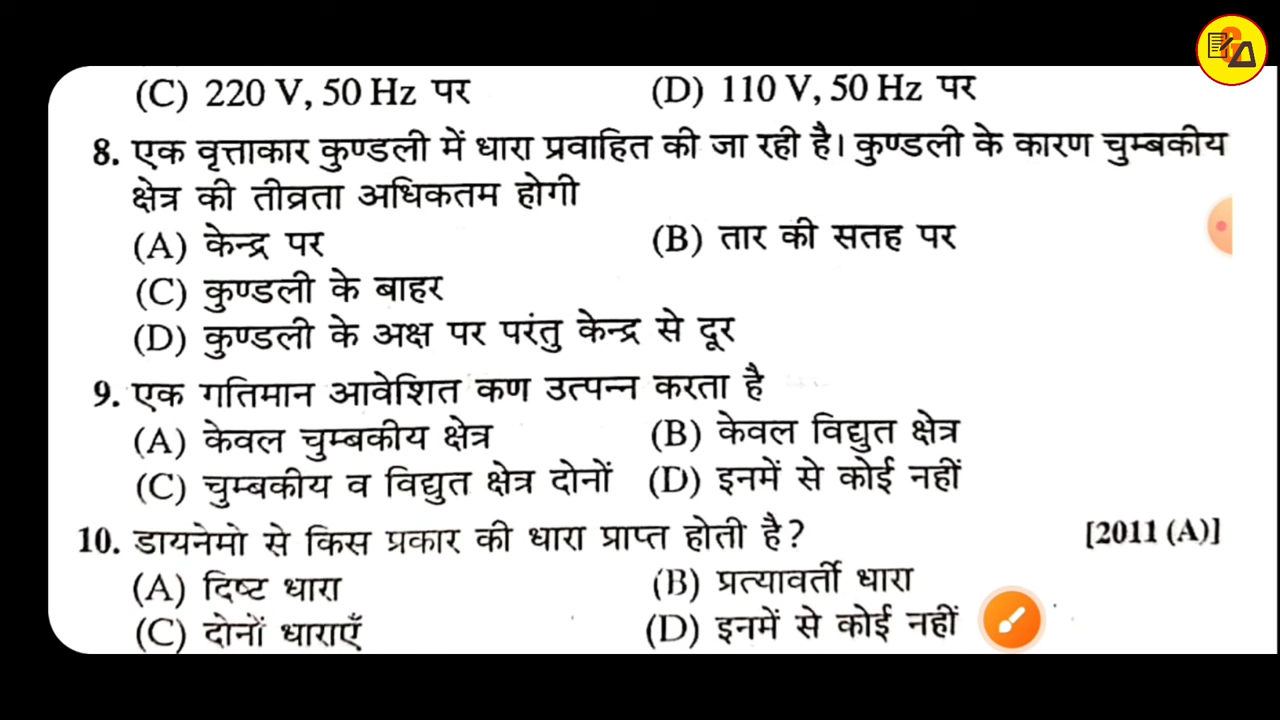 (C) 220 V, 50 Hz पर (D) 110 V, 50 Hz पर
8. एक वृत्ताकार कुण्डली में धारा प्रवाहित की जा रही है। कुण्डली के कारण चुम्बकीय
क्षेत्र की तीव्रता अधिकतम होगी
(A) केन्द्र पर (B) तार की सतह पर
(C) कुण्डली के बाहर
(D) कुण्डली के अक्ष पर परंतु केन्द्र से दूर
9. एक गतिमान आवेशित कण उत्पन्न करता है
(A) केवल चुम्बकीय क्षेत्र (B) केवल विद्युत क्षेत्र
(C) चुम्बकीय व विद्युत क्षेत्र दोनों (D) इनमें से कोई नहीं
10. डायनेमो से किस प्रकार की धारा प्राप्त होती है? [2011 (A)]
(A) दिष्ट धारा (B) प्रत्यावर्ती धारा
(C) दोनों धाराएँ (D) इनमें से कोई नहीं